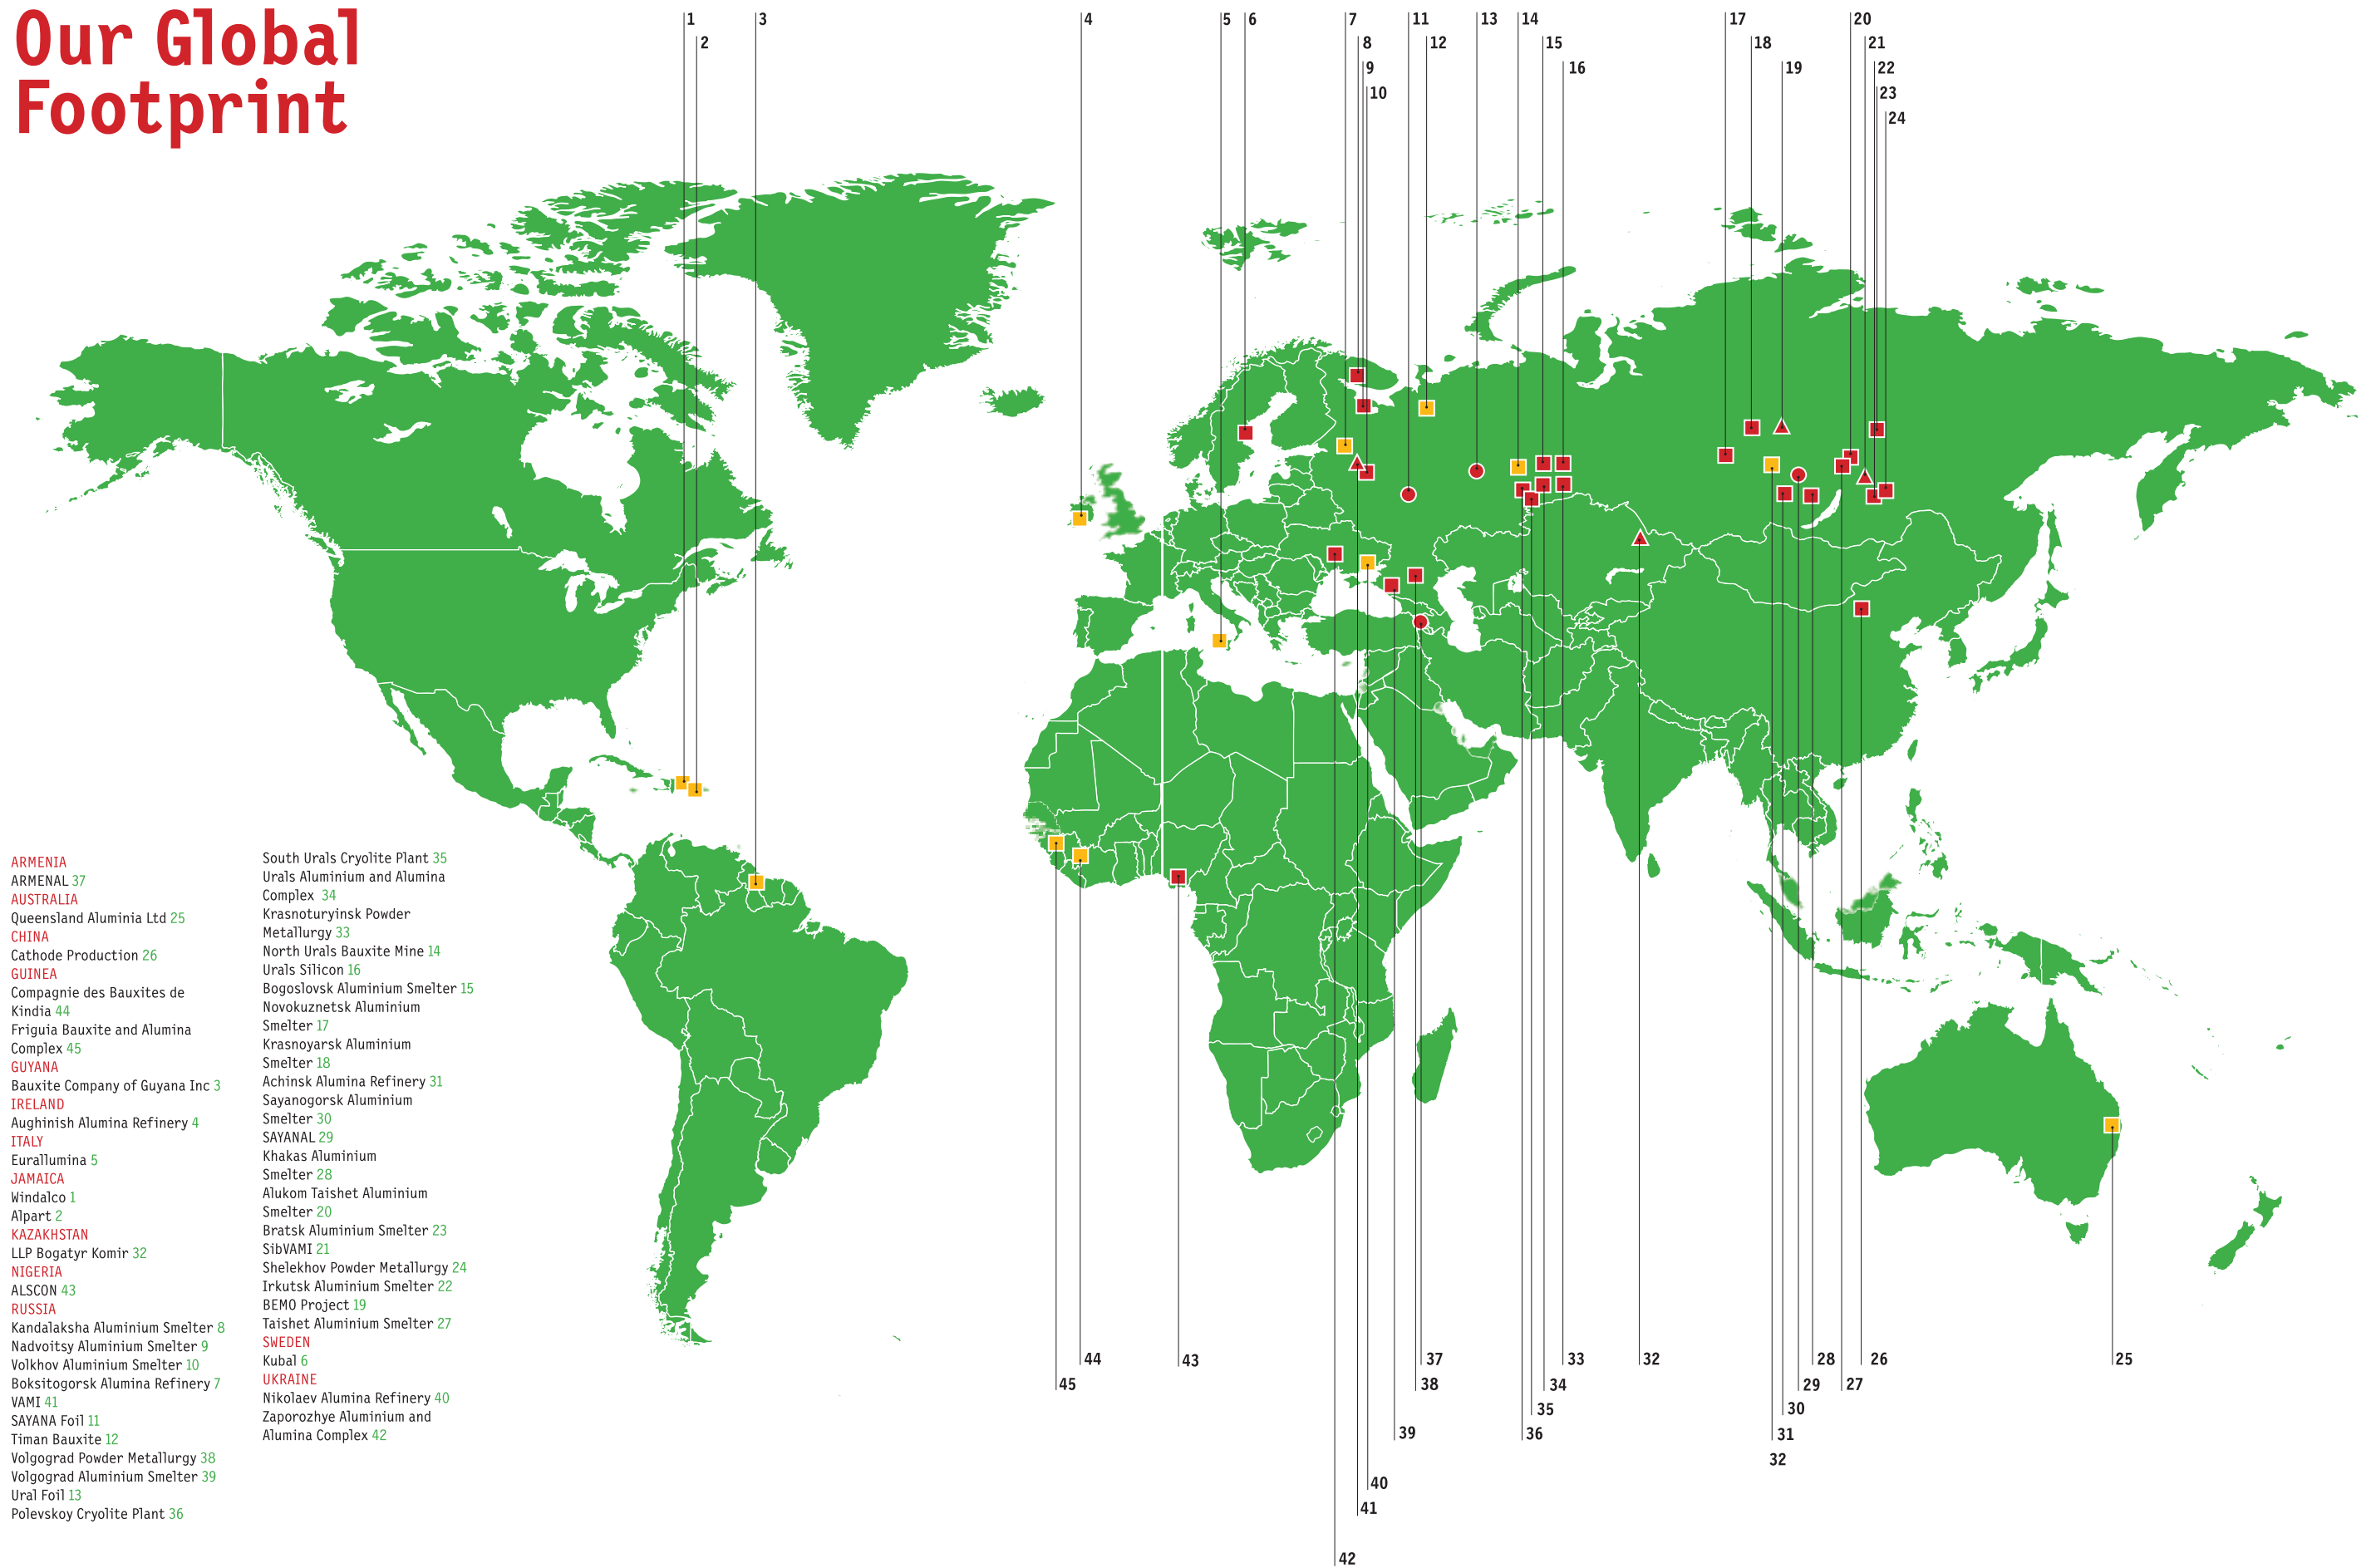 Our Global
Footprint
1
2
3
4
5
6
7
8
9
10
11
12
13
14
15
16
17
18
19
20
21
22
23
24
ARMENIA
ARMENAL 37
AUSTRALIA
Queensland Aluminia Ltd 25
CHINA
Cathode Production 26
GUINEA
Compagnie des Bauxites de
Kindia 44
Friguia Bauxite and Alumina
Complex 45
GUYANA
Bauxite Company of Guyana Inc 3
IRELAND
Aughinish Alumina Refinery 4
ITALY
Eurallumina 5
JAMAICA
Windalco 1
Alpart 2
KAZAKHSTAN
LLP Bogatyr Komir 32
NIGERIA
ALSCON 43
RUSSIA
Kandalaksha Aluminium Smelter 8
Nadvoitsy Aluminium Smelter 9
Volkhov Aluminium Smelter 10
Boksitogorsk Alumina Refinery 7
VAMI 41
SAYANA Foil 11
Timan Bauxite 12
Volgograd Powder Metallurgy 38
Volgograd Aluminium Smelter 39
Ural Foil 13
Polevskoy Cryolite Plant 36
South Urals Cryolite Plant 35
Urals Aluminium and Alumina
Complex 34
Krasnoturyinsk Powder
Metallurgy 33
North Urals Bauxite Mine 14
Urals Silicon 16
Bogoslovsk Aluminium Smelter 15
Novokuznetsk Aluminium
Smelter 17
Krasnoyarsk Aluminium
Smelter 18
Achinsk Alumina Refinery 31
Sayanogorsk Aluminium
Smelter 30
SAYANAL 29
Khakas Aluminium
Smelter 28
Alukom Taishet Aluminium
Smelter 20
Bratsk Aluminium Smelter 23
SibVAMI 21
Shelekhov Powder Metallurgy 24
Irkutsk Aluminium Smelter 22
BEMO Project 19
Taishet Aluminium Smelter 27
SWEDEN
Kubal 6
UKRAINE
Nikolaev Alumina Refinery 40
Zaporozhye Aluminium and
Alumina Complex 42
44
43
37
33
32
28
26
25
45
38
34
29
27
35
30
39
36
31
32
40
41
42